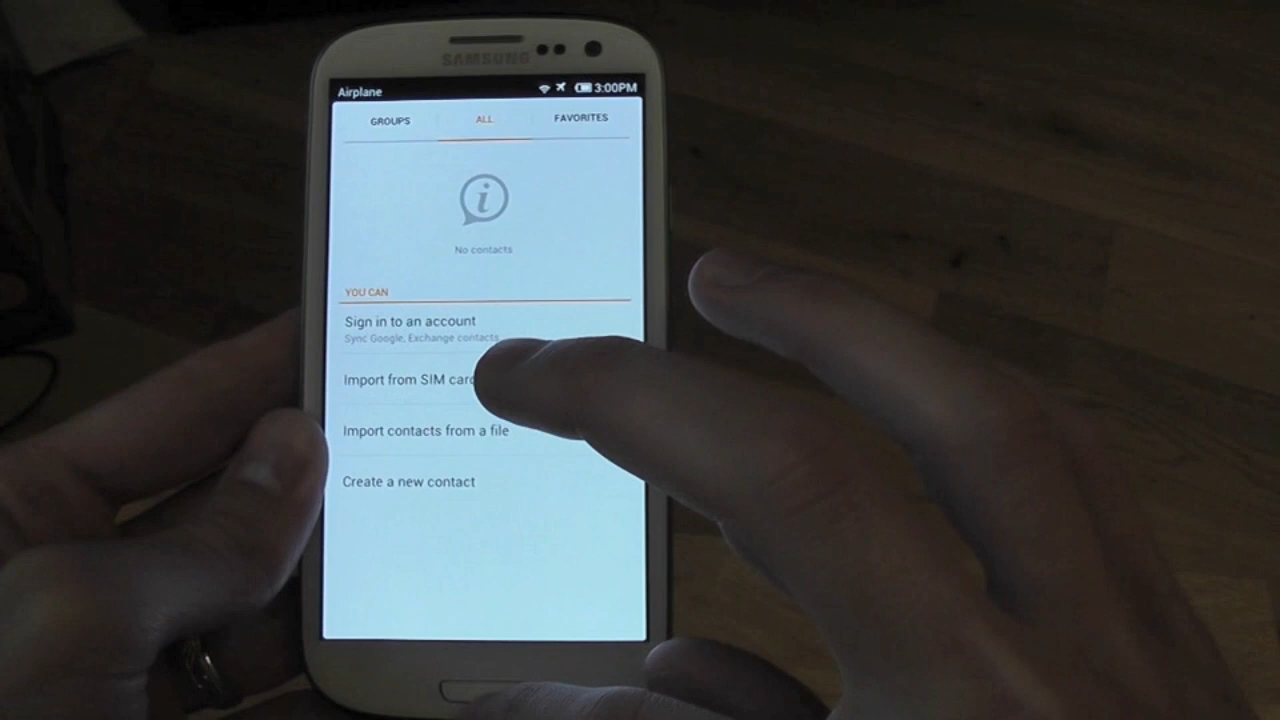 SAMSUNG
Airplane 3:00PM
GROUPS ALL FAVORITES
i
No contacts
YOU CAN
Sign in to an account
Sync Google, Exchange contacts
Import from SIM card
Import contacts from a file
Create a new contact